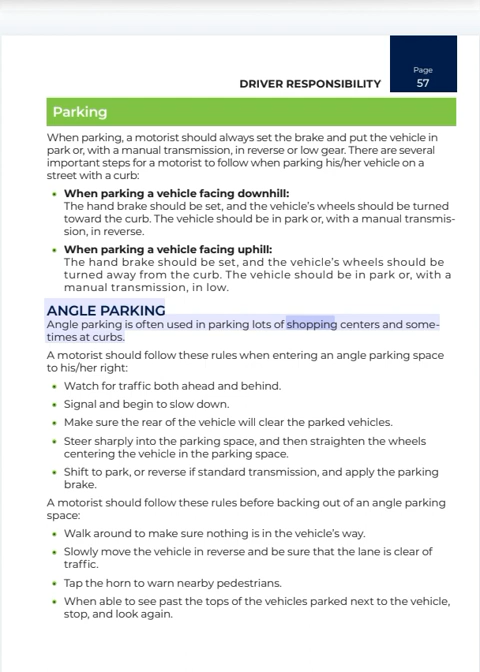 Page
DRIVER RESPONSIBILITY 57
Parking
When parking, a motorist should always set the brake and put the vehicle in
park or, with a manual transmission, in reverse or low gear. There are several
important steps for a motorist to follow when parking his/her vehicle on a
street with a curb:
• When parking a vehicle facing downhill:
The hand brake should be set, and the vehicle's wheels should be turned
toward the curb. The vehicle should be in park or, with a manual transmis-
sion, in reverse.
• When parking a vehicle facing uphill:
The hand brake should be set, and the vehicle's wheels should be
turned away from the curb. The vehicle should be in park or, with a
manual transmission, in low.
ANGLE PARKING
Angle parking is often used in parking lots of shopping centers and some-
times at curbs.
A motorist should follow these rules when entering an angle parking space
to his/her right:
• Watch for traffic both ahead and behind.
• Signal and begin to slow down.
• Make sure the rear of the vehicle will clear the parked vehicles.
• Steer sharply into the parking space, and then straighten the wheels
centering the vehicle in the parking space.
• Shift to park, or reverse if standard transmission, and apply the parking
brake.
A motorist should follow these rules before backing out of an angle parking
space:
• Walk around to make sure nothing is in the vehicle's way.
• Slowly move the vehicle in reverse and be sure that the lane is clear of
traffic.
• Tap the horn to warn nearby pedestrians.
• When able to see past the tops of the vehicles parked next to the vehicle,
stop, and look again.